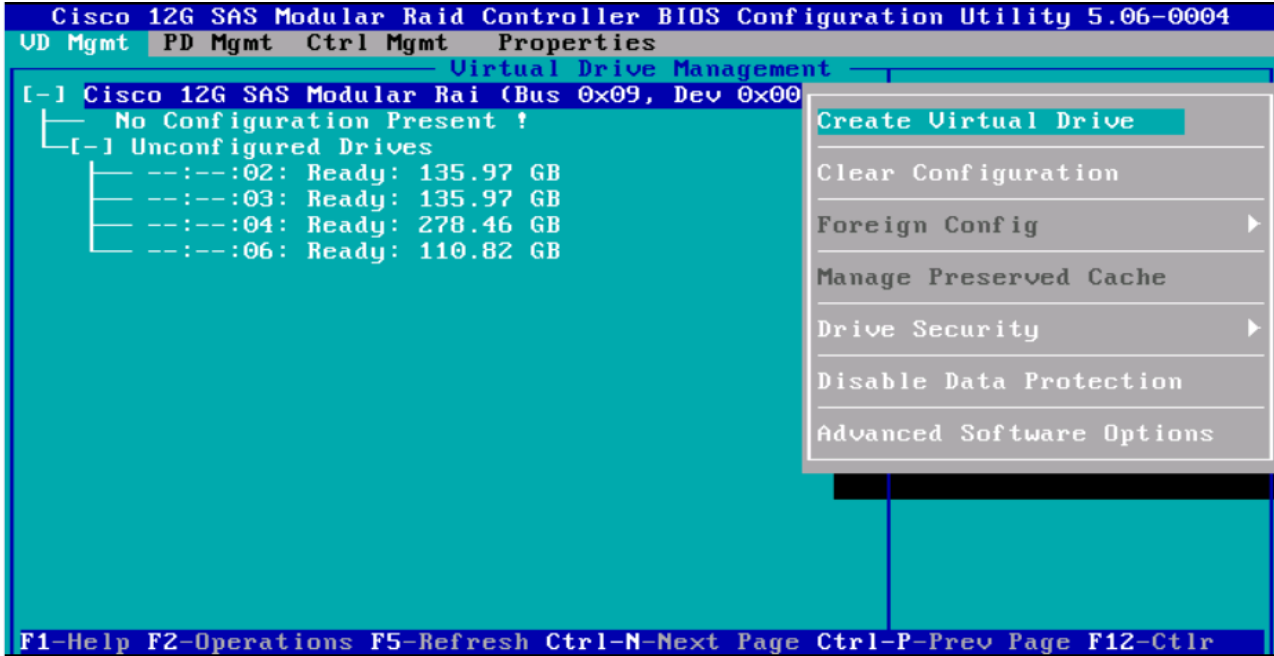 Cisco 12G SAS Modular Raid Controller BIOS Configuration Utility 5.06-0004
VD Mgmt PD Mgmt Ctrl Mgmt Properties
Virtual Drive Management
[-] Cisco 12G SAS Modular Rai (Bus 0x09, Dev 0x00
No Configuration Present !
[-] Unconfigured Drives
--:--:02: Ready: 135.97 GB
--:--:03: Ready: 135.97 GB
--:--:04: Ready: 278.46 GB
--:--:06: Ready: 110.82 GB
Create Virtual Drive
Clear Configuration
Foreign Config
Manage Preserved Cache
Drive Security
Disable Data Protection
Advanced Software Options
F1-Help F2-Operations F5-Refresh Ctrl-N-Next Page Ctrl-P-Prev Page F12-Ctlr